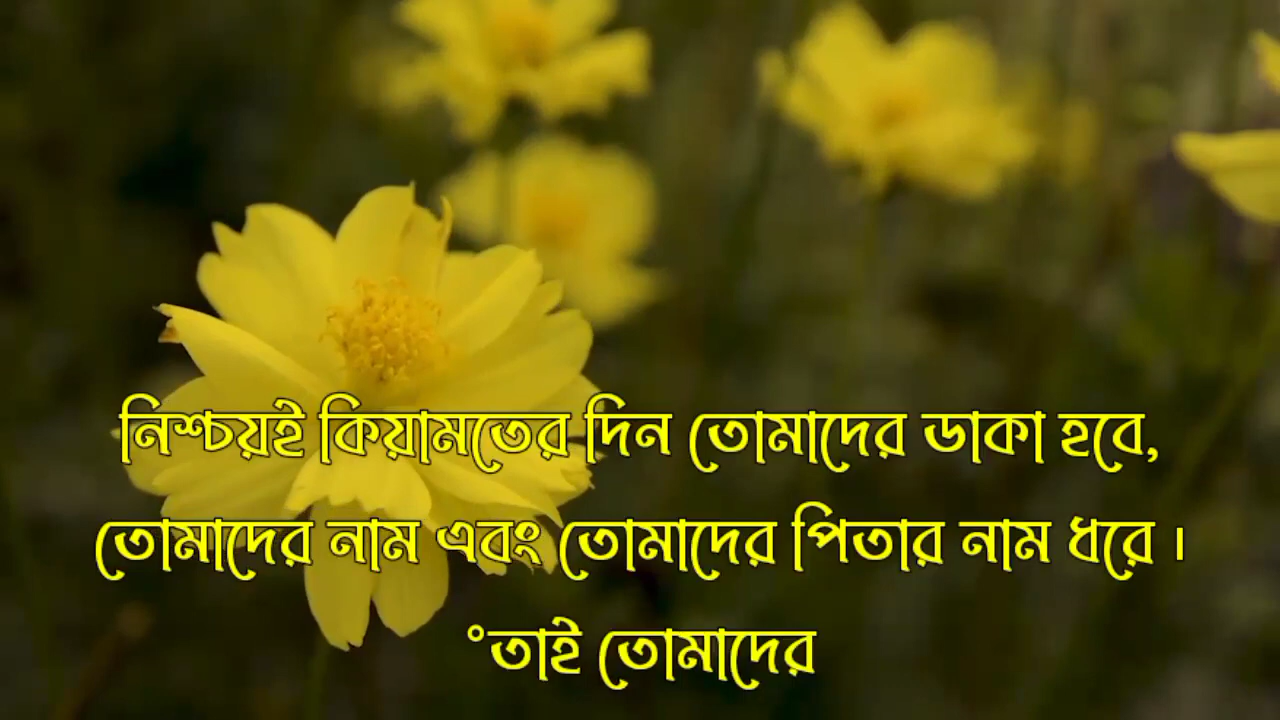 নিশ্চয়ই কিয়ামতের দিন তোমাদের ডাকা হবে,
তোমাদের নাম এবং তোমাদের পিতার নাম ধরে ।
°তাই তোমাদের